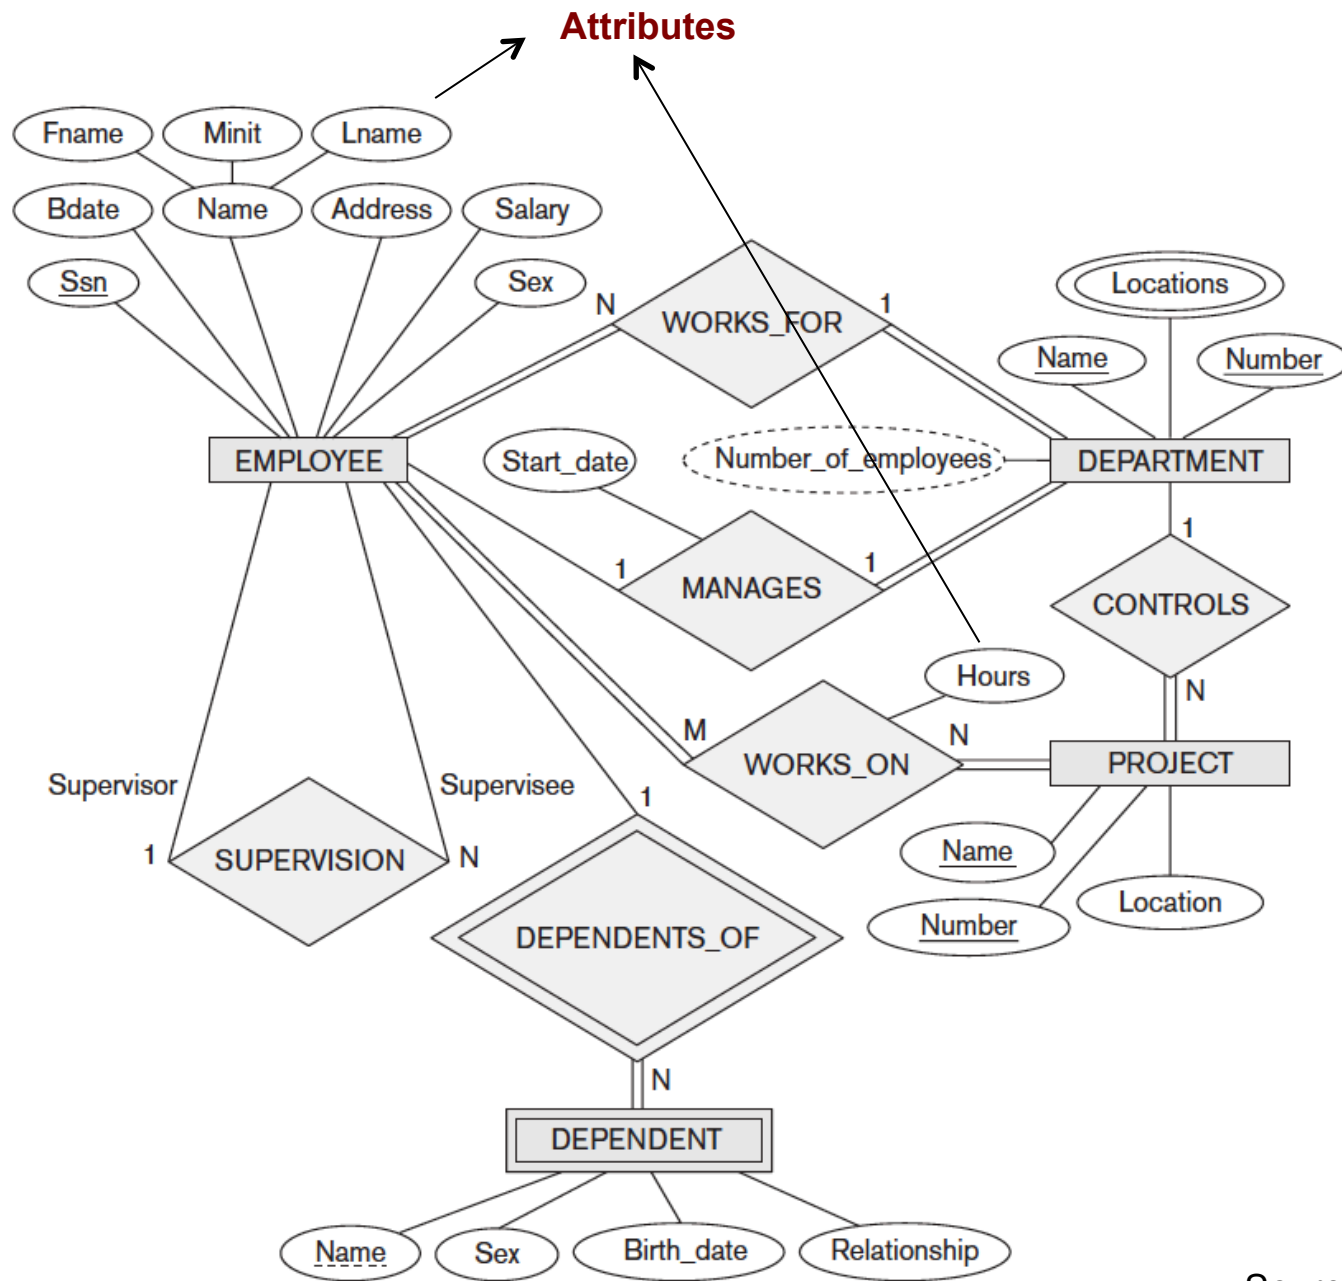 Attributes
Fname Minit Lname
Bdate Name Address Salary
Ssn Sex
N WORKS_FOR 1
Locations
Name Number
EMPLOYEE Start_date Number_of_employees DEPARTMENT
1 MANAGES 1
1
CONTROLS
N
Hours
M WORKS_ON N
PROJECT
Supervisor Supervisee
1 SUPERVISION N
1
Name
Number Location
DEPENDENTS_OF
N
DEPENDENT
Name Sex Birth_date Relationship